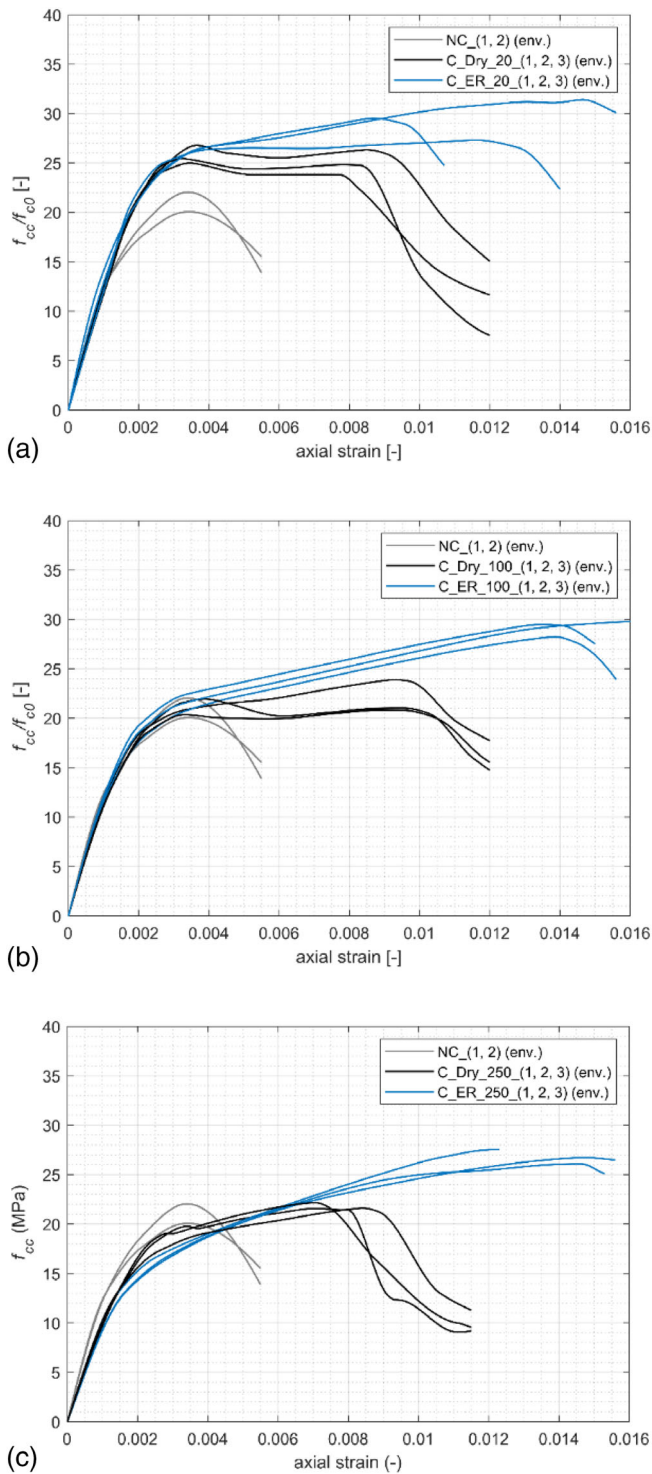 40
35
30
25
20
15
10
5
0
f_cc/f_c0 [-]
NC_(1, 2) (env.)
C_Dry_20_(1, 2, 3) (env.)
C_ER_20_(1, 2, 3) (env.)
0 0.002 0.004 0.006 0.008 0.01 0.012 0.014 0.016
axial strain [-]
(a)
40
35
30
25
20
15
10
5
0
f_cc/f_c0 [-]
NC_(1, 2) (env.)
C_Dry_100_(1, 2, 3) (env.)
C_ER_100_(1, 2, 3) (env.)
0 0.002 0.004 0.006 0.008 0.01 0.012 0.014 0.016
axial strain [-]
(b)
40
35
30
25
20
15
10
5
0
f_cc (MPa)
NC_(1, 2) (env.)
C_Dry_250_(1, 2, 3) (env.)
C_ER_250_(1, 2, 3) (env.)
0 0.002 0.004 0.006 0.008 0.01 0.012 0.014 0.016
axial strain (-)
(c)